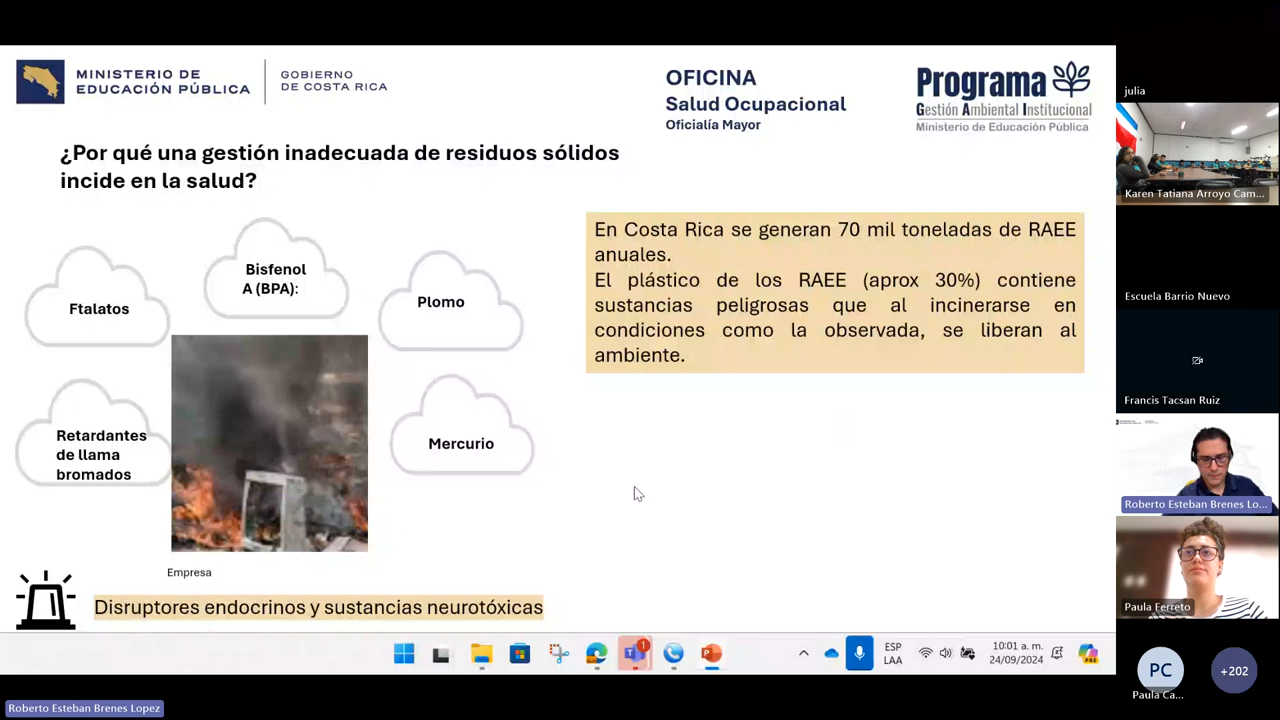 MINISTERIO DE
EDUCACIÓN PÚBLICA
GOBIERNO
DE COSTA RICA
OFICINA
Salud Ocupacional
Oficialía Mayor
Programa
Gestión Ambiental Institucional
Ministerio de Educación Pública
¿Por qué una gestión inadecuada de residuos sólidos
incide en la salud?
Ftalatos
Bisfenol
A (BPA):
Plomo
Retardantes
de llama
bromados
Mercurio
En Costa Rica se generan 70 mil toneladas de RAEE
anuales.
El plástico de los RAEE (aprox 30%) contiene
sustancias peligrosas que al incinerarse en
condiciones como la observada, se liberan al
ambiente.
Empresa
Disruptores endocrinos y sustancias neurotóxicas
1
ESP
LAA
10:01 a. m.
24/09/2024
PRE
julia
Karen Tatiana Arroyo Cam...
Escuela Barrio Nuevo
Francis Tacsan Ruiz
Roberto Esteban Brenes Lo...
Paula Ferreto
PC
Paula Ca...
+202
Roberto Esteban Brenes Lopez